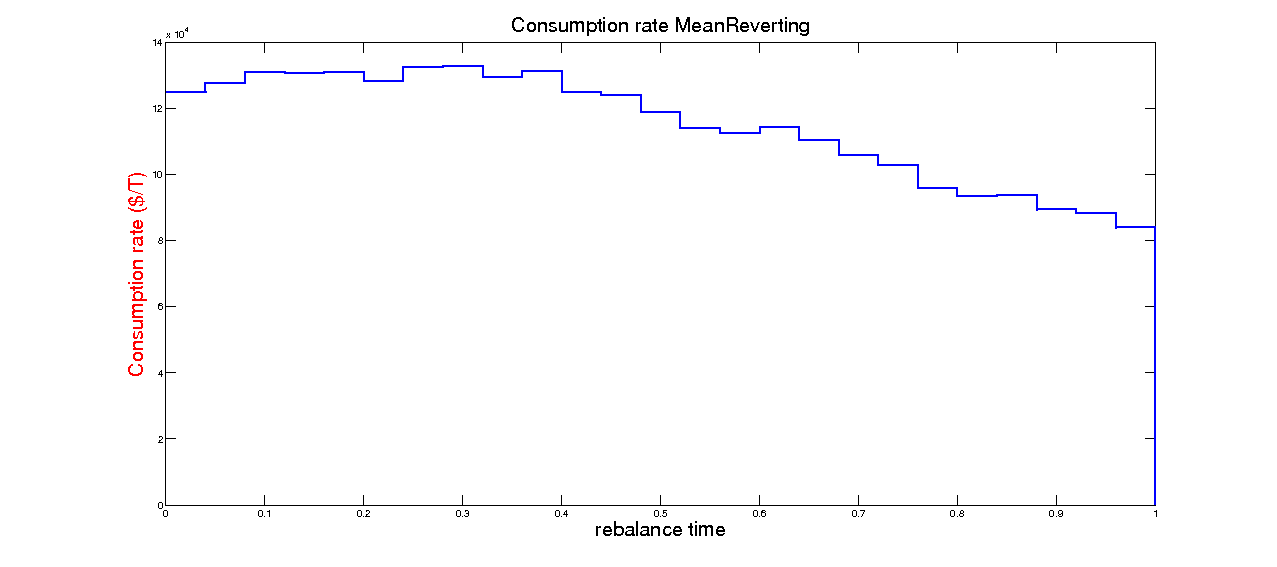 Consumption rate MeanReverting
x 10^4
14
12
10
8
6
4
2
0
Consumption rate ($/T)
0 0.1 0.2 0.3 0.4 0.5 0.6 0.7 0.8 0.9 1
rebalance time